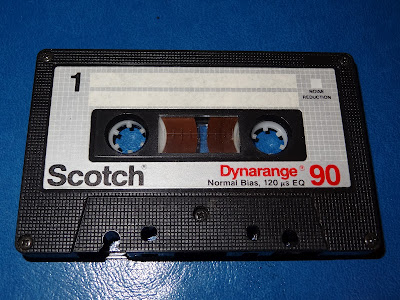 1
NOISE
REDUCTION
Scotch®
Dynarange® 90
Normal Bias, 120 µs EQ